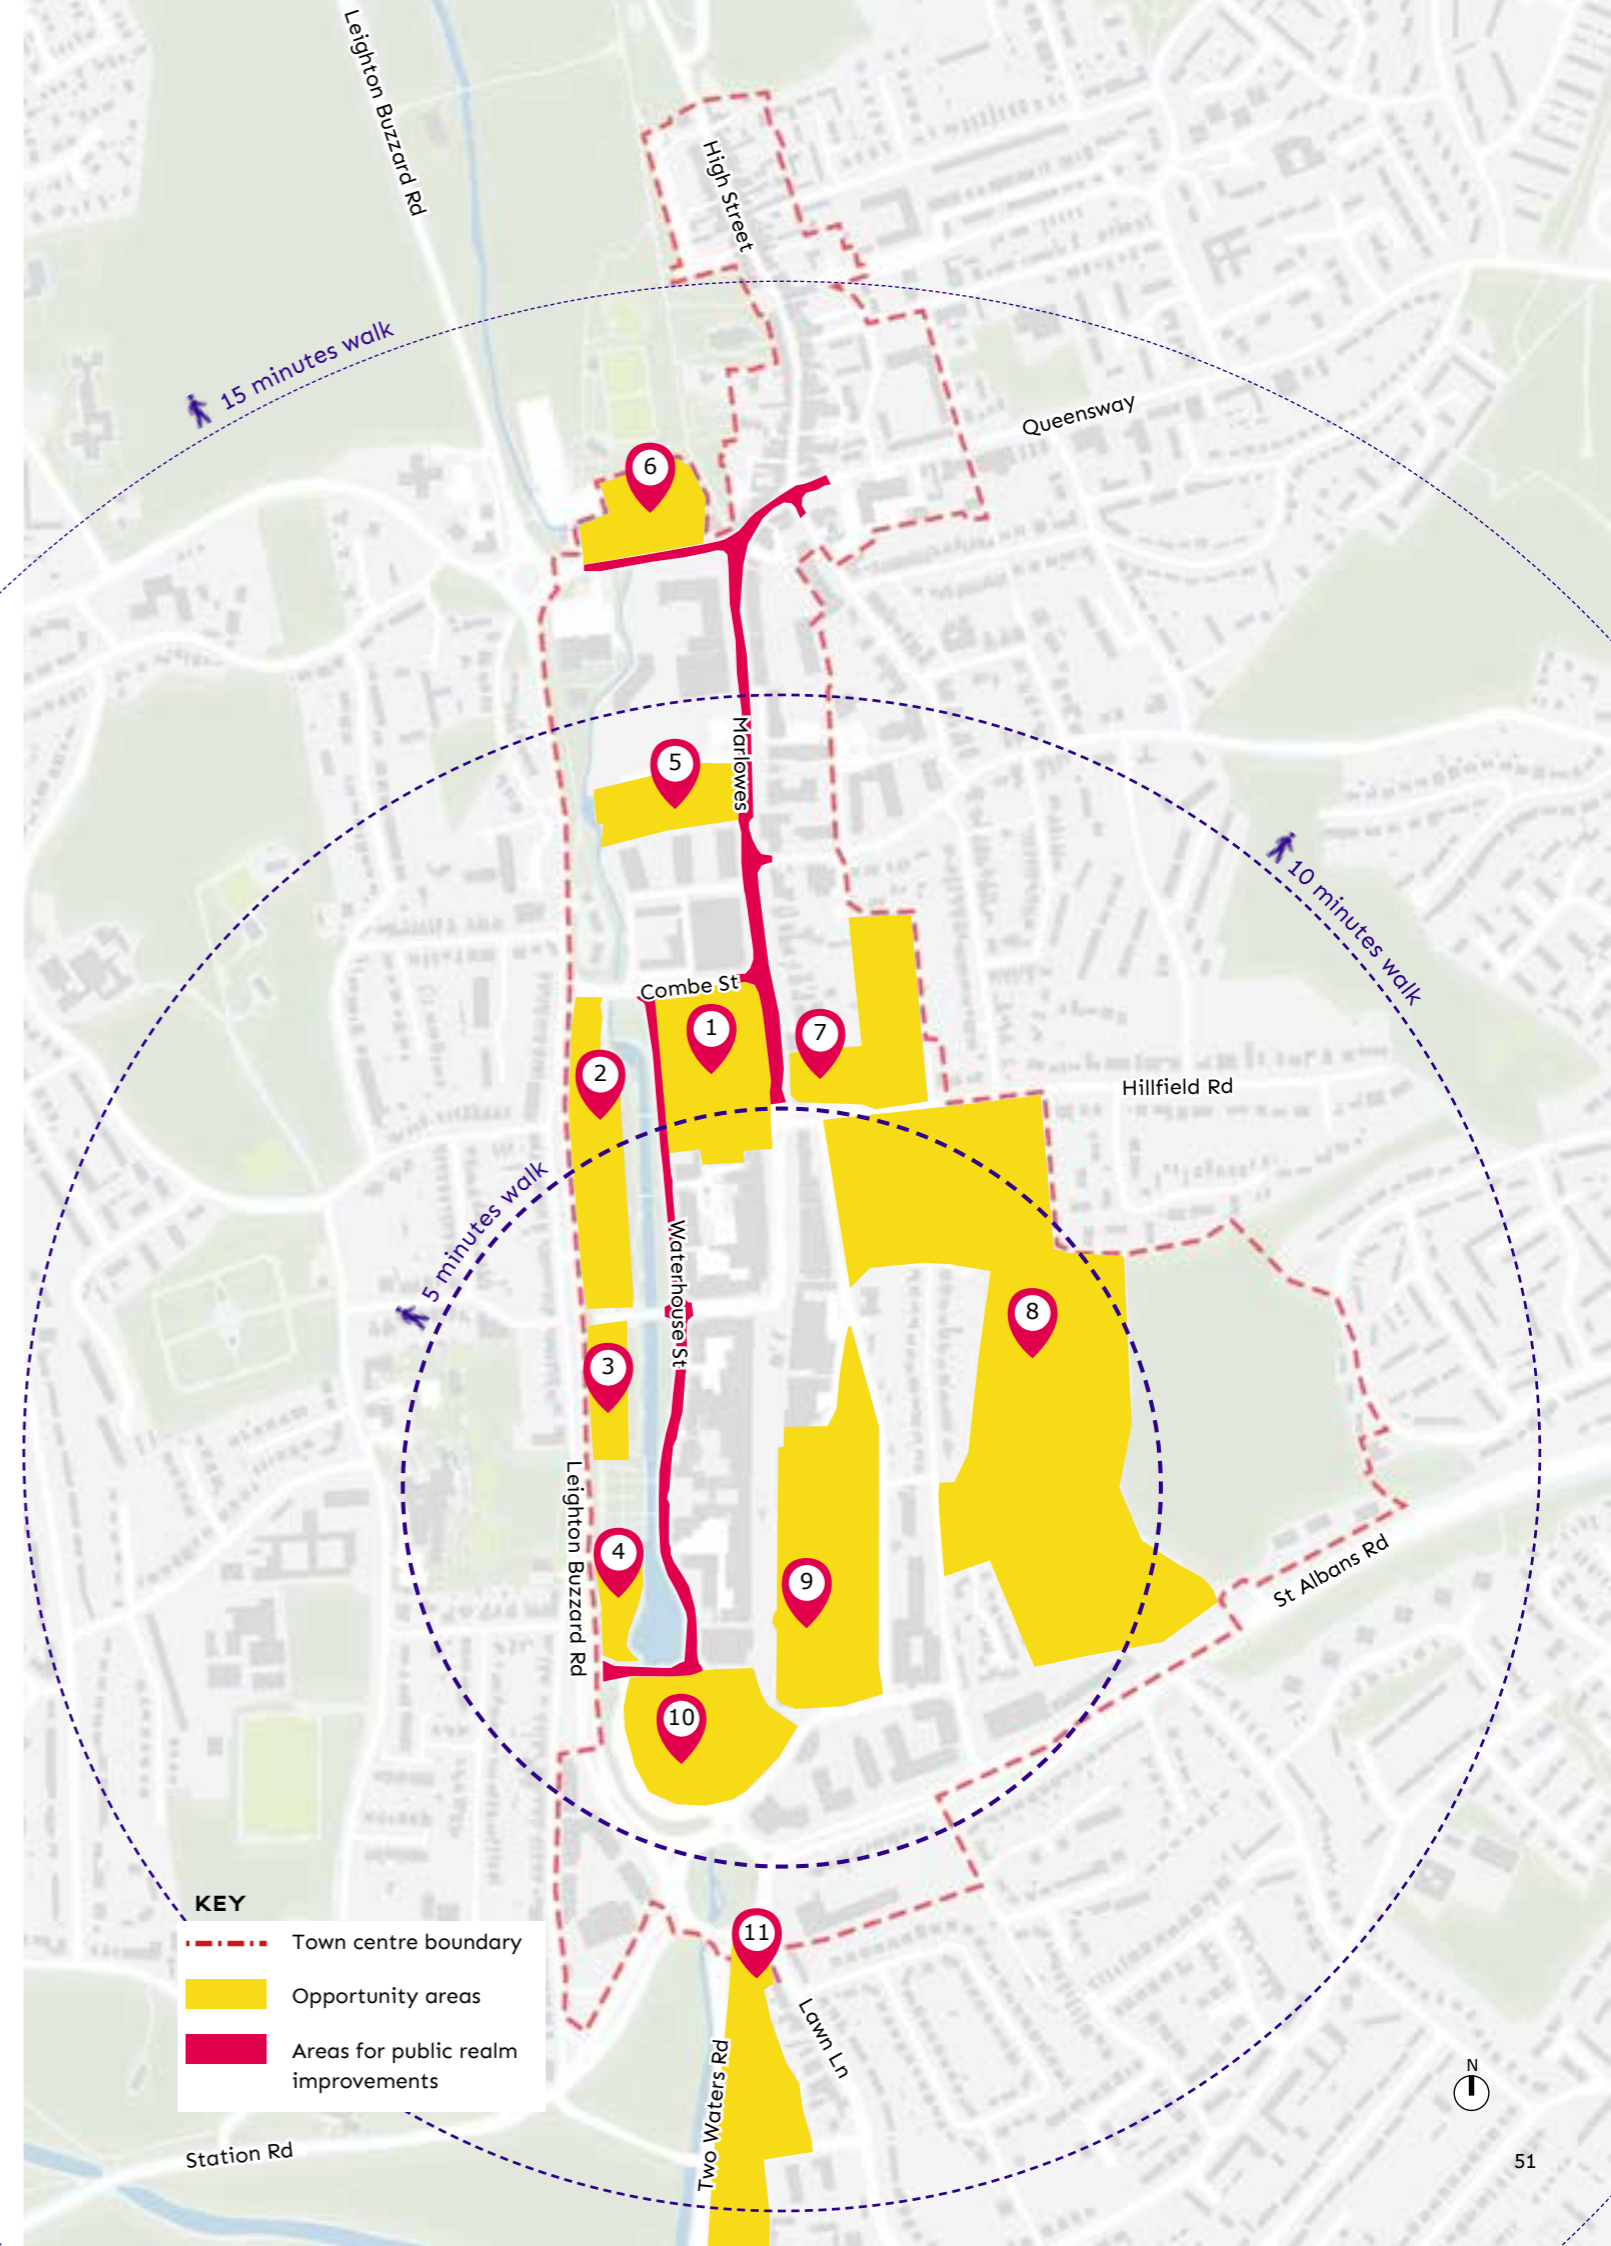 Leighton Buzzard Rd
High Street
15 minutes walk
Queensway
6
Marlowes
5
10 minutes walk
Combe St
1
7
2
Hillfield Rd
5 minutes walk
Waterhouse St
8
3
Leighton Buzzard Rd
4
St Albans Rd
9
10
KEY
Town centre boundary
Opportunity areas
Areas for public realm
improvements
11
Lawn Ln
Two Waters Rd
N
Station Rd
51